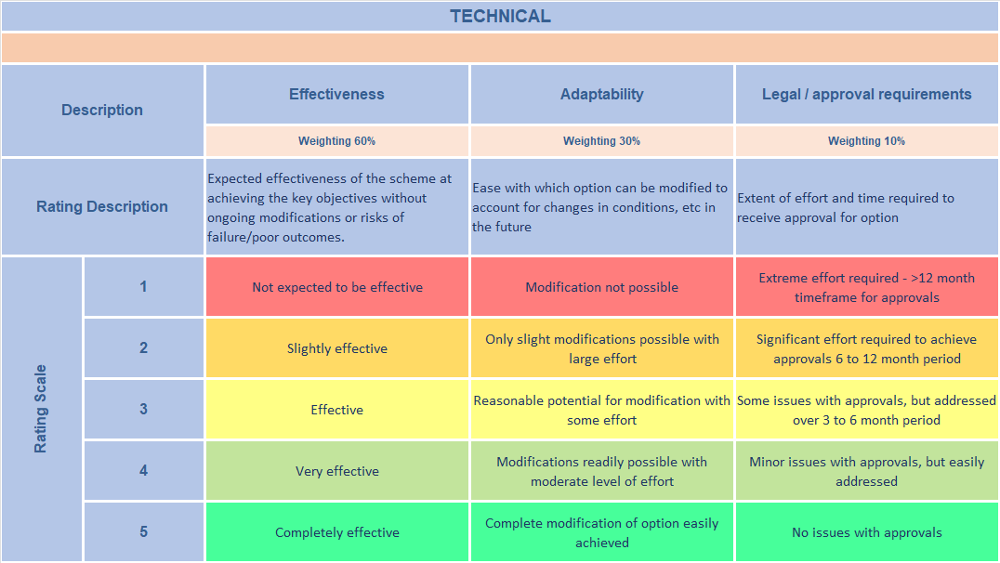 TECHNICAL
Description
Effectiveness
Adaptability
Legal / approval requirements
Weighting 60%
Weighting 30%
Weighting 10%
Rating Description
Expected effectiveness of the scheme at
achieving the key objectives without
ongoing modifications or risks of
failure/poor outcomes.
Ease with which option can be modified to
account for changes in conditions, etc in
the future
Extent of effort and time required to
receive approval for option
Rating Scale
1
Not expected to be effective
Modification not possible
Extreme effort required - >12 month
timeframe for approvals
2
Slightly effective
Only slight modifications possible with
large effort
Significant effort required to achieve
approvals 6 to 12 month period
3
Effective
Reasonable potential for modification with
some effort
Some issues with approvals, but addressed
over 3 to 6 month period
4
Very effective
Modifications readily possible with
moderate level of effort
Minor issues with approvals, but easily
addressed
5
Completely effective
Complete modification of option easily
achieved
No issues with approvals